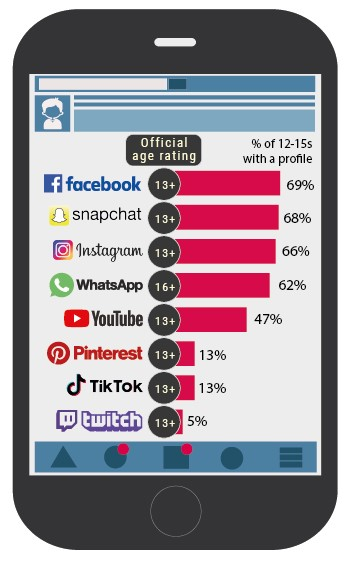 Official
age rating
% of 12-15s
with a profile
facebook 13+ 69%
snapchat 13+ 68%
Instagram 13+ 66%
WhatsApp 16+ 62%
YouTube 13+ 47%
Pinterest 13+ 13%
TikTok 13+ 13%
twitch 13+ 5%